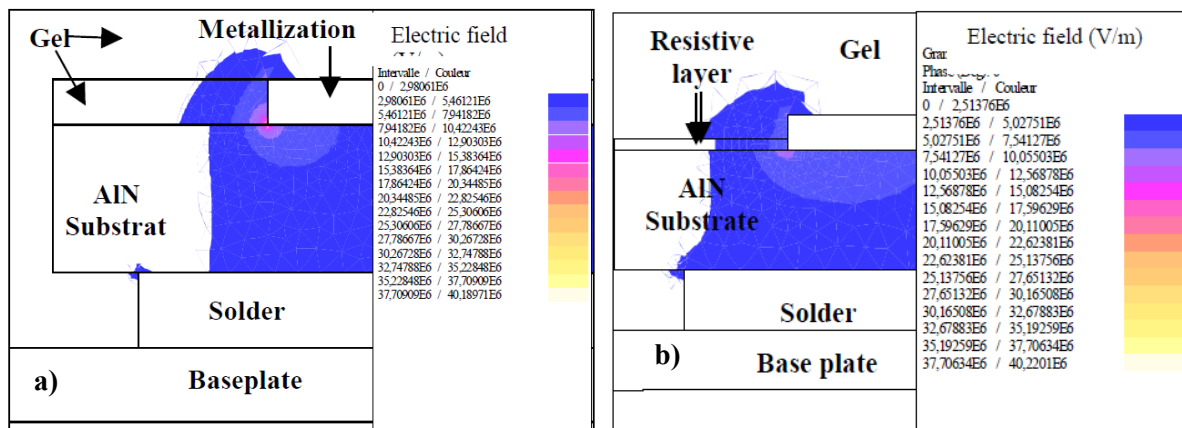 Gel
Metallization
Electric field
Intervalle / Couleur
0 / 2,98061E6
2,98061E6 / 5,46121E6
5,46121E6 / 7,94182E6
7,94182E6 / 10,42243E6
10,42243E6 / 12,90303E6
12,90303E6 / 15,38364E6
15,38364E6 / 17,86424E6
17,86424E6 / 20,34485E6
20,34485E6 / 22,82546E6
22,82546E6 / 25,30606E6
25,30606E6 / 27,78667E6
27,78667E6 / 30,26728E6
30,26728E6 / 32,74788E6
32,74788E6 / 35,22848E6
35,22848E6 / 37,70909E6
37,70909E6 / 40,18971E6
AlN
Substrat
Solder
a)
Baseplate
Resistive
layer
Gel
Electric field (V/m)
Intervalle / Couleur
0 / 2,51376E6
2,51376E6 / 5,02751E6
5,02751E6 / 7,54127E6
7,54127E6 / 10,05503E6
10,05503E6 / 12,56878E6
12,56878E6 / 15,08254E6
15,08254E6 / 17,59629E6
17,59629E6 / 20,11005E6
20,11005E6 / 22,62381E6
22,62381E6 / 25,13756E6
25,13756E6 / 27,65132E6
27,65132E6 / 30,16508E6
30,16508E6 / 32,67883E6
32,67883E6 / 35,19259E6
35,19259E6 / 37,70634E6
37,70634E6 / 40,2201E6
AlN
Substrate
Solder
b)
Base plate